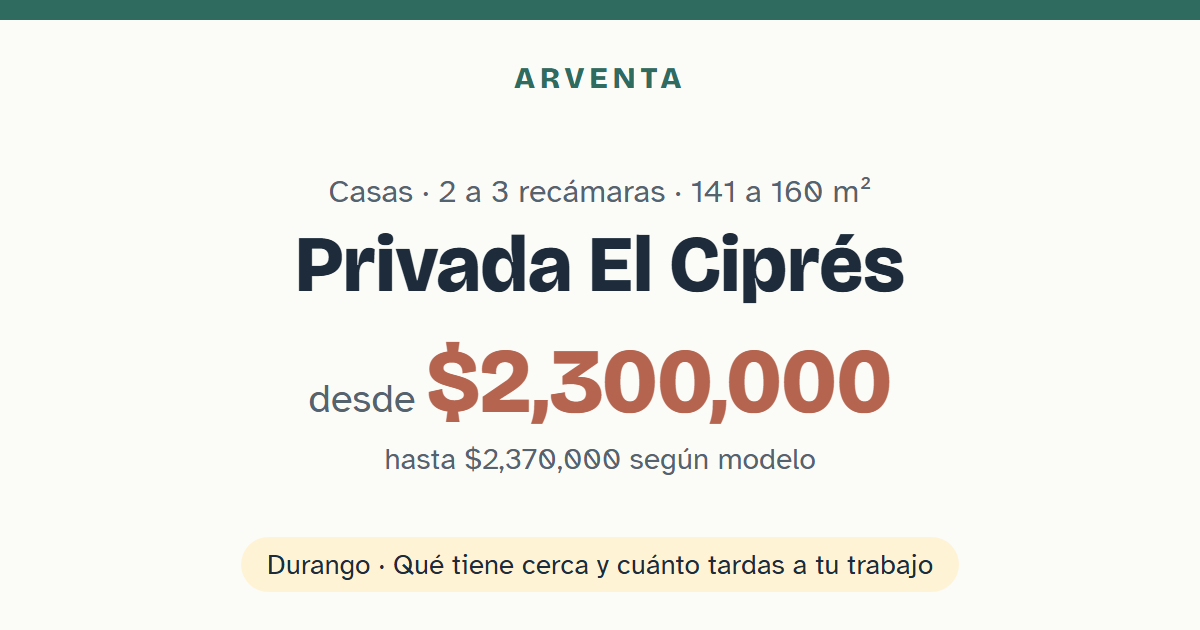 ARVENTA
Casas · 2 a 3 recámaras · 141 a 160 m²
Privada El Ciprés
desde $2,300,000
hasta $2,370,000 según modelo
Durango · Qué tiene cerca y cuánto tardas a tu trabajo